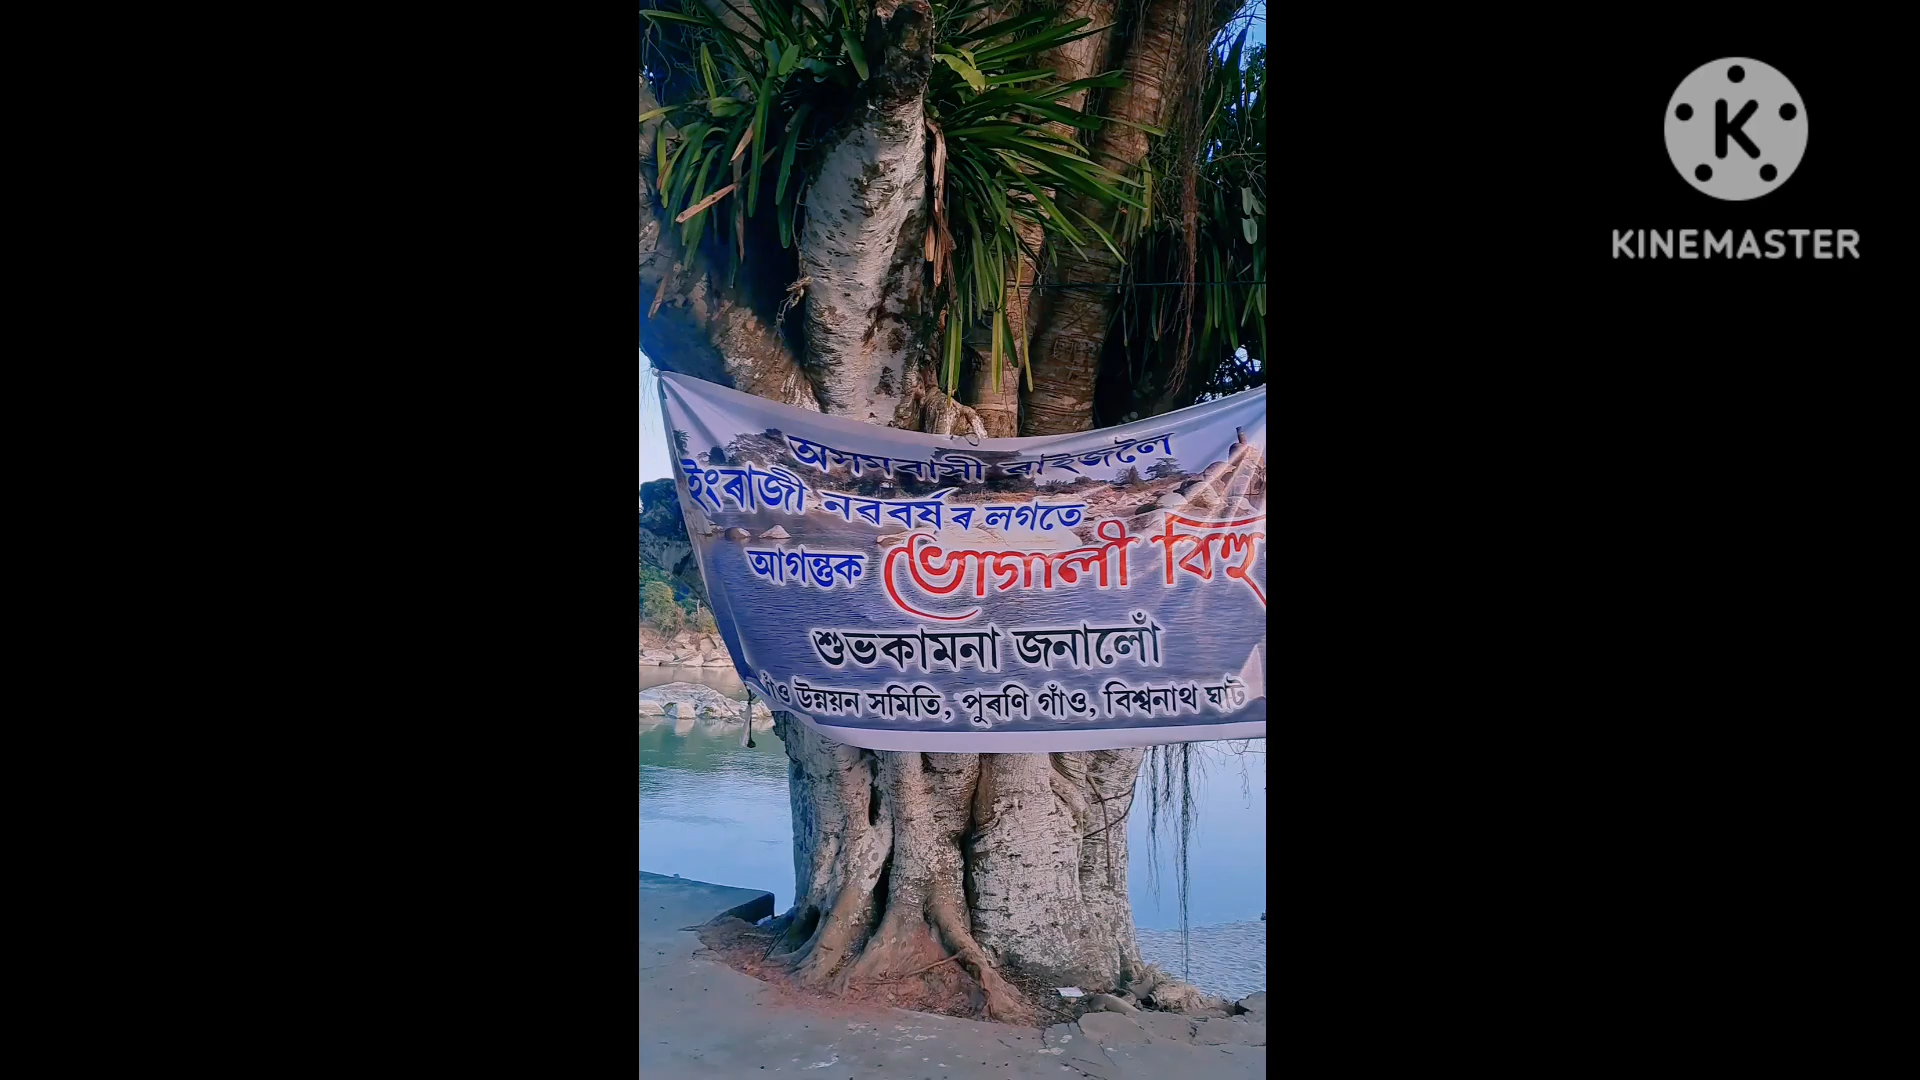 অসমবাসী ৰাইজলৈ
ইংৰাজী নৱবৰ্ষৰ লগতে
আগন্তুক ভোগালী বিহু
শুভকামনা জনালোঁ
উন্নয়ন সমিতি, পুৰণি গাঁও, বিশ্বনাথ ঘাট
K
KINEMASTER